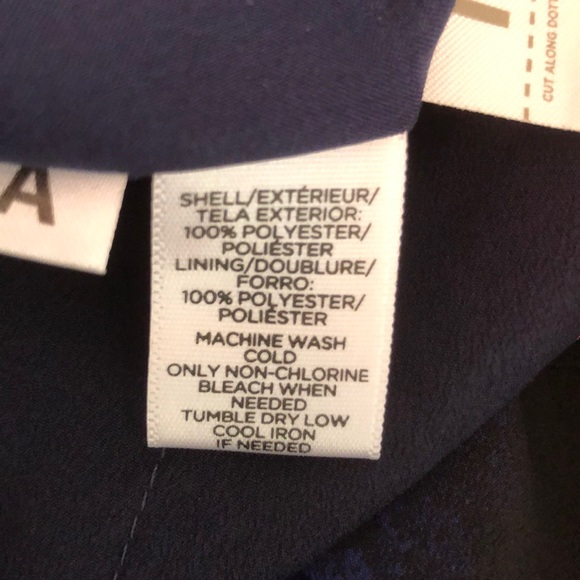 CUT ALONG DOT
A
SHELL/EXTÉRIEUR/
TELA EXTERIOR:
100% POLYESTER/
POLIÉSTER
LINING/DOUBLURE/
FORRO:
100% POLYESTER/
POLIÉSTER
MACHINE WASH
COLD
ONLY NON-CHLORINE
BLEACH WHEN
NEEDED
TUMBLE DRY LOW
COOL IRON
IF NEEDED